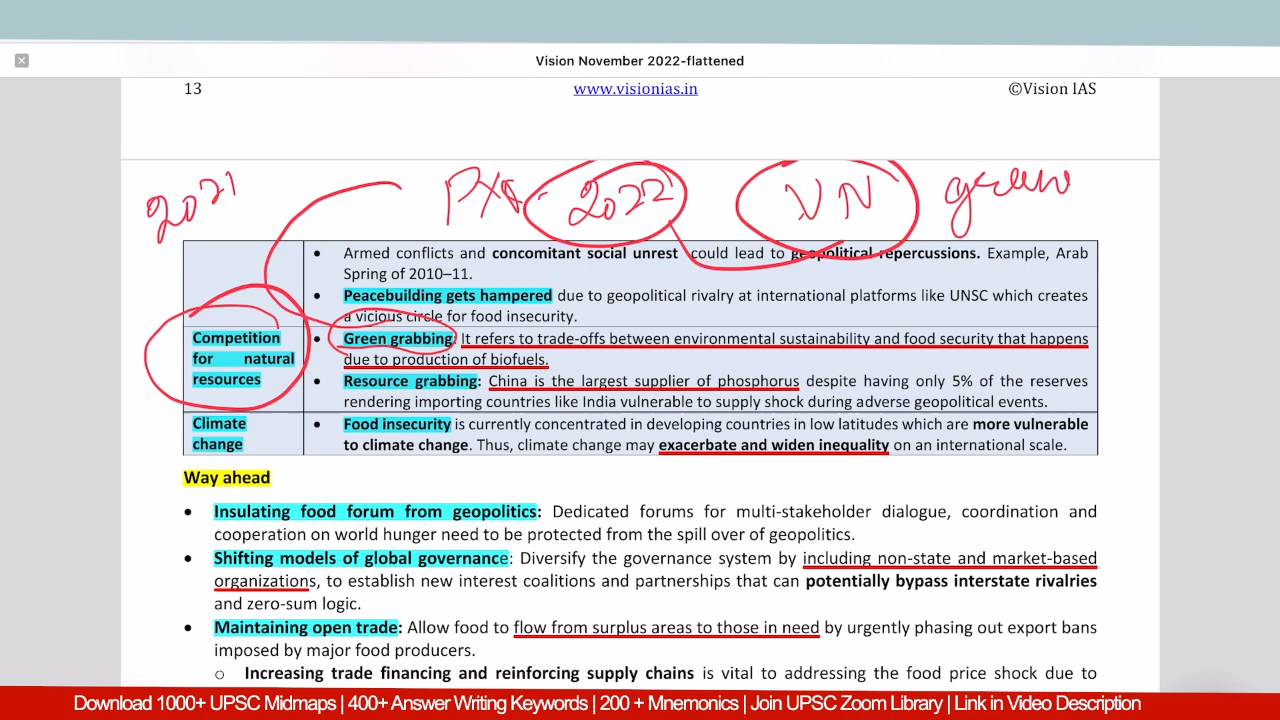 Vision November 2022-flattened
13 www.visionias.in ©Vision IAS
2021 2022 green
• Armed conflicts and concomitant social unrest could lead to geopolitical repercussions. Example, Arab
Spring of 2010–11.
• Peacebuilding gets hampered due to geopolitical rivalry at international platforms like UNSC which creates
a vicious circle for food insecurity.
Competition
for natural
resources
• Green grabbing: It refers to trade-offs between environmental sustainability and food security that happens
due to production of biofuels.
• Resource grabbing: China is the largest supplier of phosphorus despite having only 5% of the reserves
rendering importing countries like India vulnerable to supply shock during adverse geopolitical events.
Climate
change
• Food insecurity is currently concentrated in developing countries in low latitudes which are more vulnerable
to climate change. Thus, climate change may exacerbate and widen inequality on an international scale.
Way ahead
• Insulating food forum from geopolitics: Dedicated forums for multi-stakeholder dialogue, coordination and
cooperation on world hunger need to be protected from the spill over of geopolitics.
• Shifting models of global governance: Diversify the governance system by including non-state and market-based
organizations, to establish new interest coalitions and partnerships that can potentially bypass interstate rivalries
and zero-sum logic.
• Maintaining open trade: Allow food to flow from surplus areas to those in need by urgently phasing out export bans
imposed by major food producers.
o Increasing trade financing and reinforcing supply chains is vital to addressing the food price shock due to
Download 1000+ UPSC Midmaps | 400+ Answer Writing Keywords | 200 + Mnemonics | Join UPSC Zoom Library | Link in Video Description